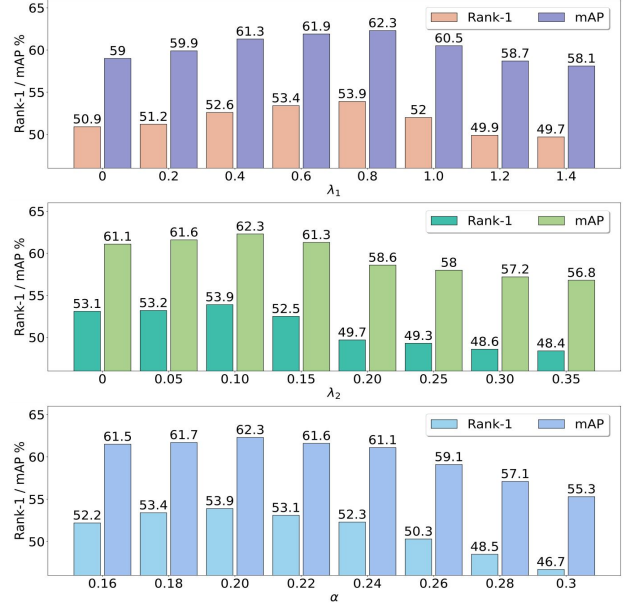 65
Rank-1 mAP
62.3
61.3 61.9
59 59.9 60.5
60 58.7 58.1
55
53.4 53.9
52.6 52
50.9 51.2
49.9 49.7
50
Rank-1 / mAP %
0 0.2 0.4 0.6 0.8 1.0 1.2 1.4
λ1
65
Rank-1 mAP
61.1 61.6 62.3 61.3
60 58.6 58 57.2 56.8
55
53.1 53.2 53.9 52.5
50 49.7 49.3 48.6 48.4
Rank-1 / mAP %
0 0.05 0.10 0.15 0.20 0.25 0.30 0.35
λ2
65
Rank-1 mAP
61.5 61.7 62.3 61.6 61.1
60 59.1 57.1
55 55.3
52.2 53.4 53.9 53.1 52.3
50 50.3 48.5 46.7
Rank-1 / mAP %
0.16 0.18 0.20 0.22 0.24 0.26 0.28 0.3
α